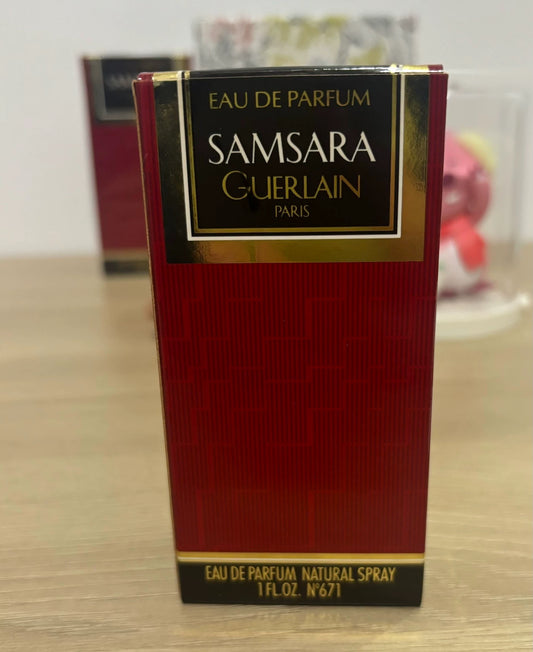 EAU DE PARFUM
SAMSARA
GUERLAIN
PARIS
EAU DE PARFUM NATURAL SPRAY
1 FL.OZ. N°671